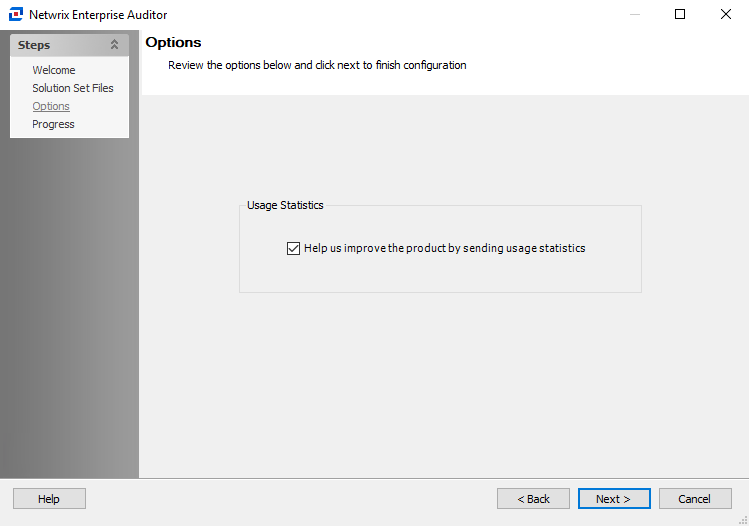 Netwrix Enterprise Auditor
Steps
Welcome
Solution Set Files
Options
Progress
Options
Review the options below and click next to finish configuration
Usage Statistics
Help us improve the product by sending usage statistics
Help
< Back
Next >
Cancel